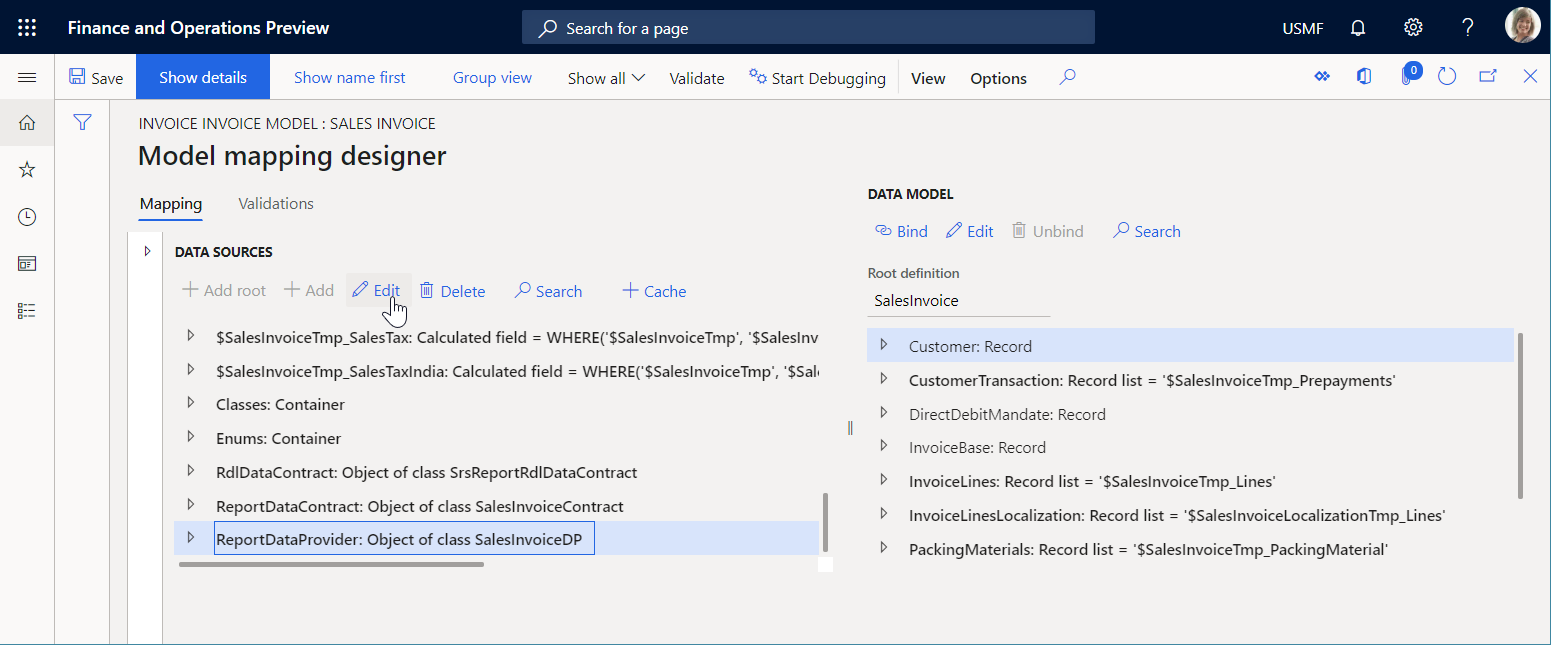 Finance and Operations Preview
Search for a page
USMF
Save
Show details
Show name first
Group view
Show all
Validate
Start Debugging
View
Options
0
INVOICE INVOICE MODEL : SALES INVOICE
Model mapping designer
Mapping
Validations
DATA SOURCES
Add root
Add
Edit
Delete
Search
Cache
$SalesInvoiceTmp_SalesTax: Calculated field = WHERE('$SalesInvoiceTmp', '$SalesInv
$SalesInvoiceTmp_SalesTaxIndia: Calculated field = WHERE('$SalesInvoiceTmp', '$Sale
Classes: Container
Enums: Container
RdlDataContract: Object of class SrsReportRdlDataContract
ReportDataContract: Object of class SalesInvoiceContract
ReportDataProvider: Object of class SalesInvoiceDP
DATA MODEL
Bind
Edit
Unbind
Search
Root definition
SalesInvoice
Customer: Record
CustomerTransaction: Record list = '$SalesInvoiceTmp_Prepayments'
DirectDebitMandate: Record
InvoiceBase: Record
InvoiceLines: Record list = '$SalesInvoiceTmp_Lines'
InvoiceLinesLocalization: Record list = '$SalesInvoiceLocalizationTmp_Lines'
PackingMaterials: Record list = '$SalesInvoiceTmp_PackingMaterial'